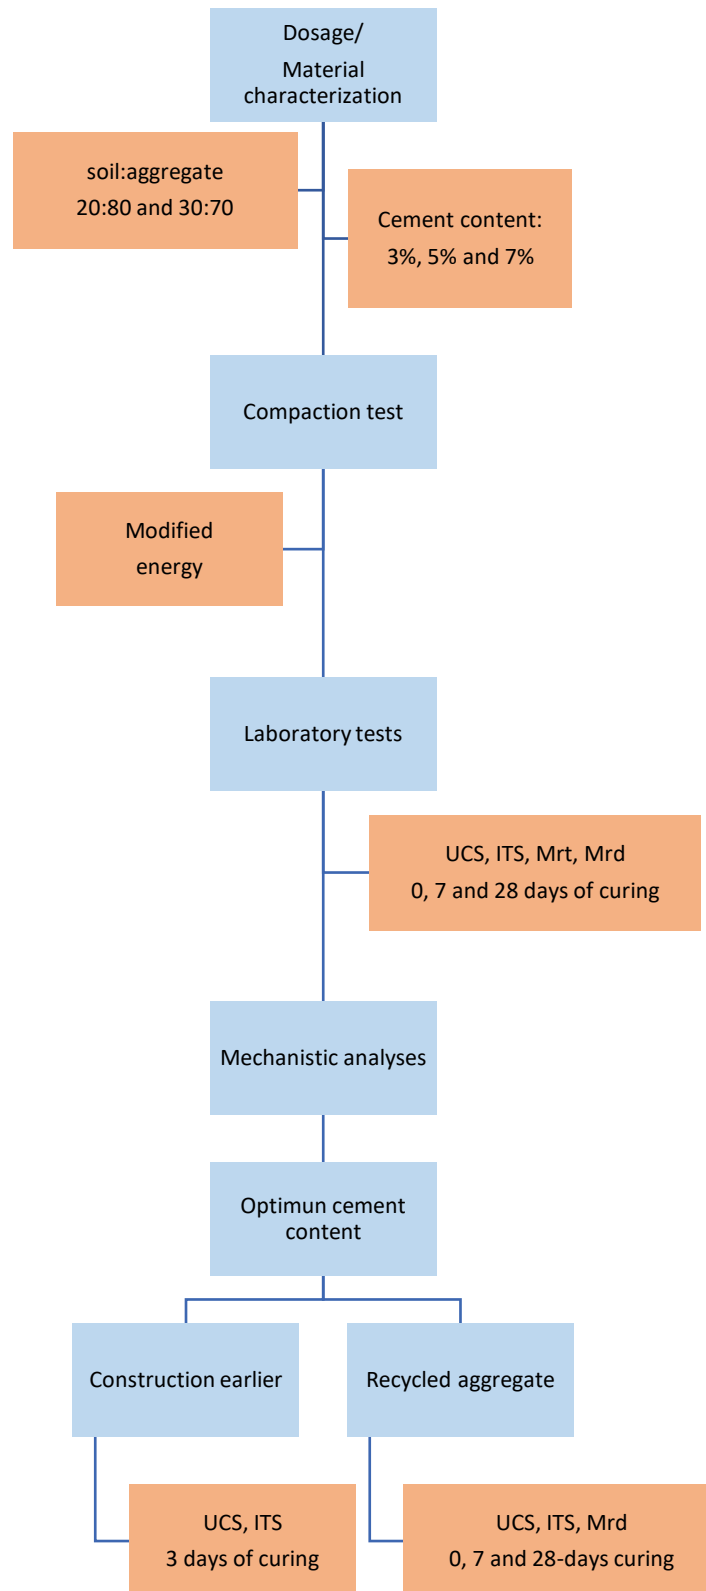 Dosage/
Material
characterization
soil:aggregate
20:80 and 30:70
Cement content:
3%, 5% and 7%
Compaction test
Modified
energy
Laboratory tests
UCS, ITS, Mrt, Mrd
0, 7 and 28 days of curing
Mechanistic analyses
Optimun cement
content
Construction earlier
Recycled aggregate
UCS, ITS
3 days of curing
UCS, ITS, Mrd
0, 7 and 28-days curing